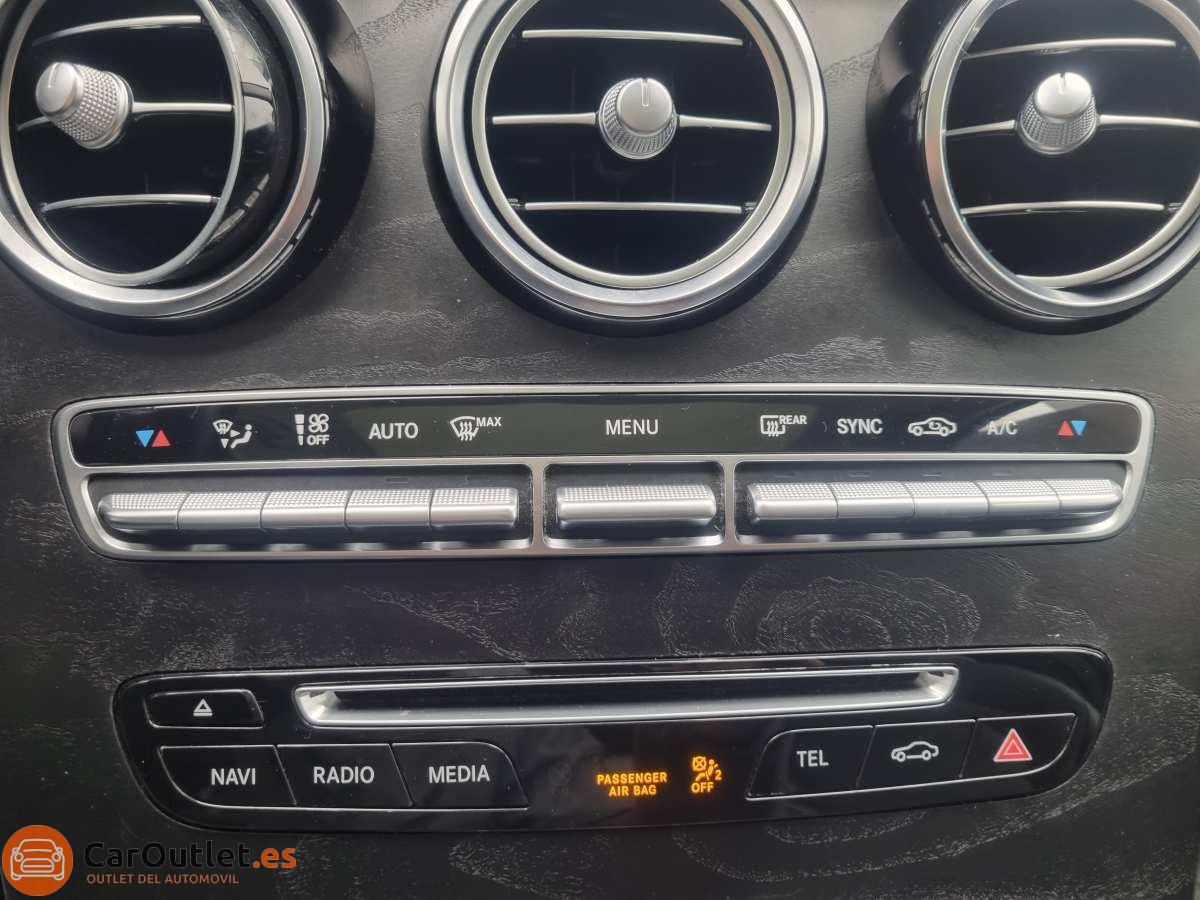 OFF AUTO MAX MENU REAR SYNC A/C
NAVI RADIO MEDIA
PASSENGER
AIR BAG
2
OFF
TEL
CarOutlet.es
OUTLET DEL AUTOMOVIL